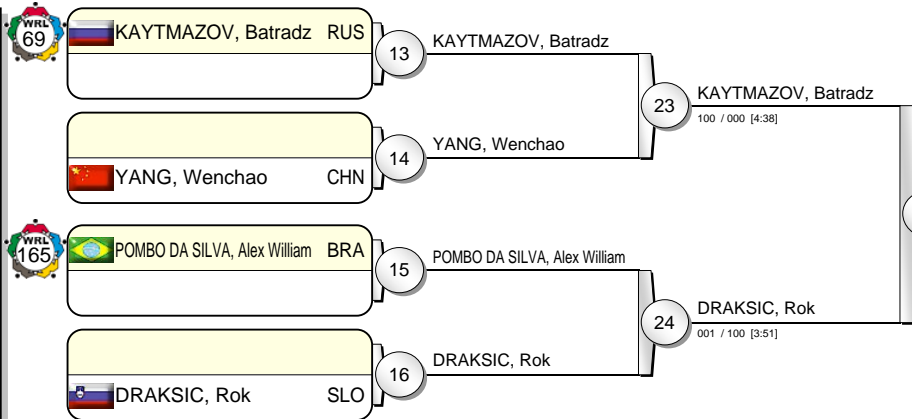 WRL
69
KAYTMAZOV, Batradz RUS
13
KAYTMAZOV, Batradz
23
KAYTMAZOV, Batradz
100 / 000 [4:38]
14
YANG, Wenchao
YANG, Wenchao CHN
WRL
165
POMBO DA SILVA, Alex William BRA
15
POMBO DA SILVA, Alex William
24
DRAKSIC, Rok
001 / 100 [3:51]
16
DRAKSIC, Rok
DRAKSIC, Rok SLO